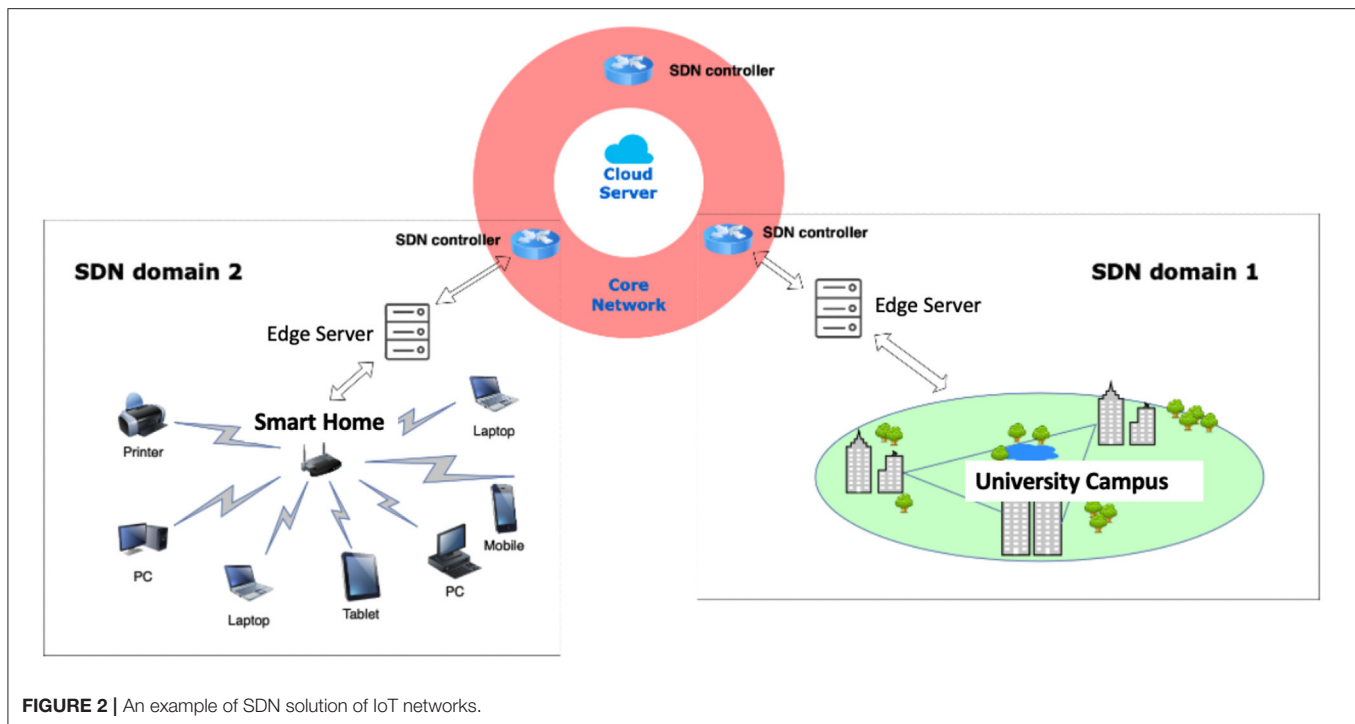 SDN controller
Cloud
Server
SDN controller
SDN controller
SDN domain 2
SDN domain 1
Core
Network
Edge Server
Edge Server
Smart Home
Laptop
Printer
University Campus
Mobile
PC
PC
Laptop
Tablet
FIGURE 2 | An example of SDN solution of IoT networks.